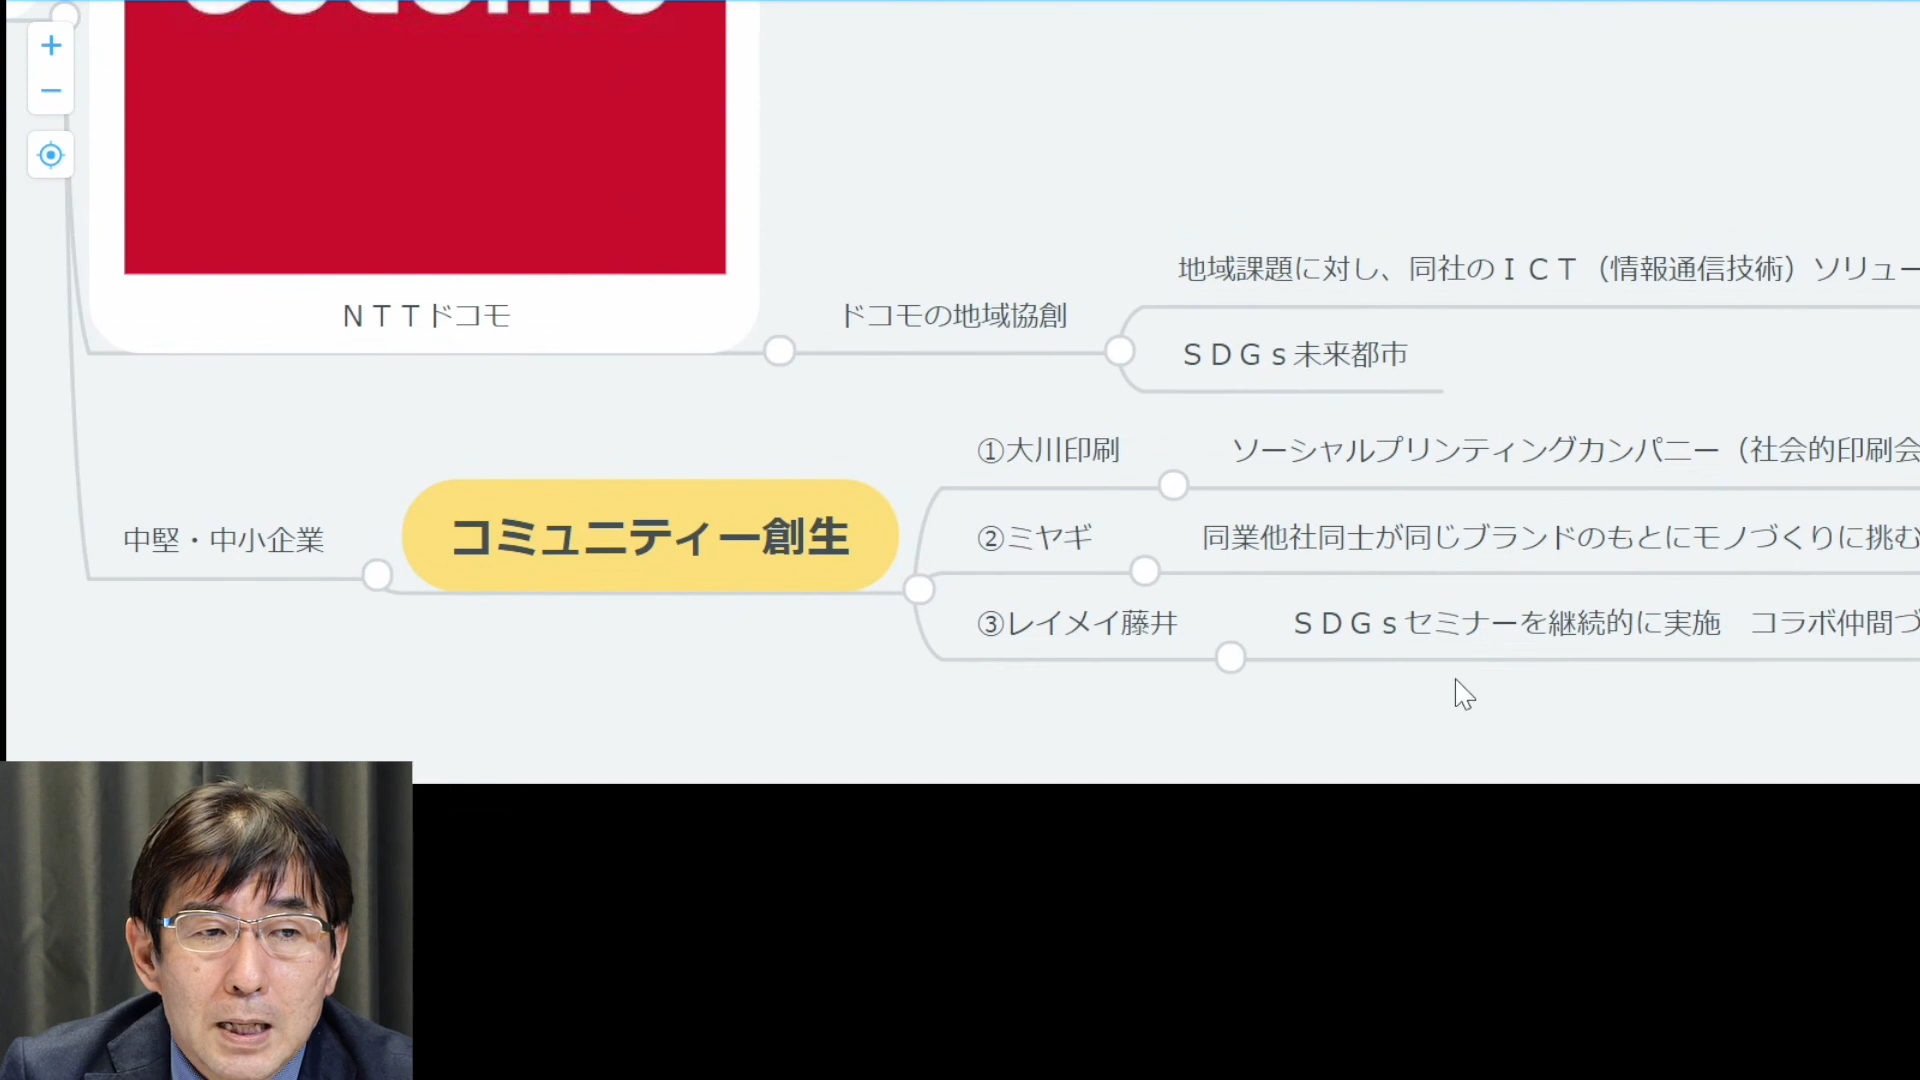 ＮＴＴドコモ
ドコモの地域協創
地域課題に対し、同社のＩＣＴ（情報通信技術）ソリュー
ＳＤＧｓ未来都市
中堅・中小企業
コミュニティー創生
①大川印刷
ソーシャルプリンティングカンパニー（社会的印刷会
②ミヤギ
同業他社同士が同じブランドのもとにモノづくりに挑む
③レイメイ藤井
ＳＤＧｓセミナーを継続的に実施　コラボ仲間づ